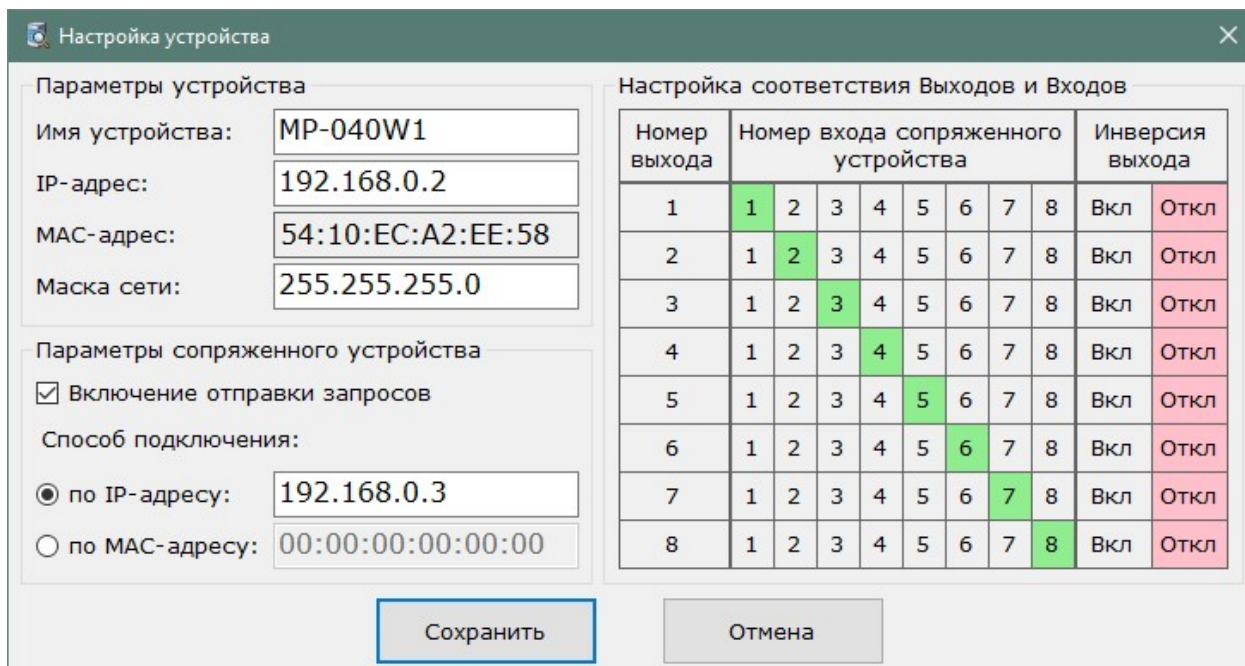 Настройка устройства
Параметры устройства
Имя устройства: MP-040W1
IP-адрес: 192.168.0.2
MAC-адрес: 54:10:EC:A2:EE:58
Маска сети: 255.255.255.0
Параметры сопряженного устройства
Включение отправки запросов
Способ подключения:
по IP-адресу: 192.168.0.3
по MAC-адресу: 00:00:00:00:00:00
Настройка соответствия Выходов и Входов
Номер выхода Номер входа сопряженного устройства Инверсия выхода
1 1 2 3 4 5 6 7 8 Вкл Откл
2 1 2 3 4 5 6 7 8 Вкл Откл
3 1 2 3 4 5 6 7 8 Вкл Откл
4 1 2 3 4 5 6 7 8 Вкл Откл
5 1 2 3 4 5 6 7 8 Вкл Откл
6 1 2 3 4 5 6 7 8 Вкл Откл
7 1 2 3 4 5 6 7 8 Вкл Откл
8 1 2 3 4 5 6 7 8 Вкл Откл
Сохранить Отмена